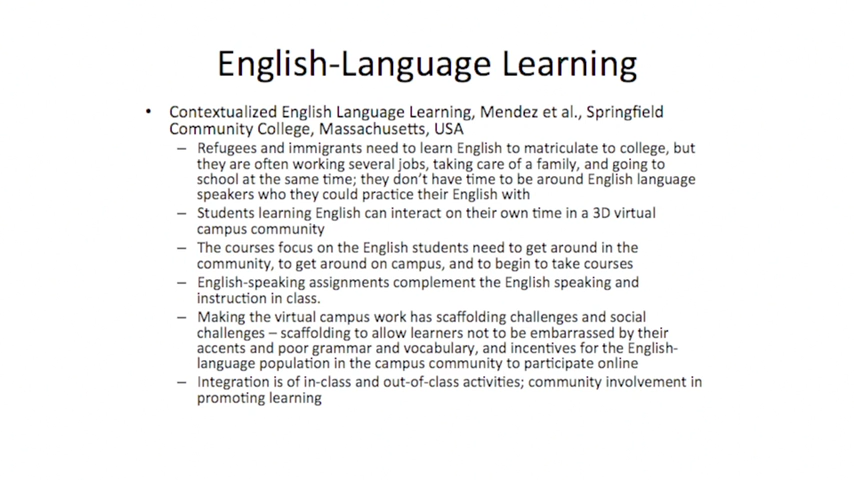 English-Language Learning
• Contextualized English Language Learning, Mendez et al., Springfield
Community College, Massachusetts, USA
– Refugees and immigrants need to learn English to matriculate to college, but
they are often working several jobs, taking care of a family, and going to
school at the same time; they don't have time to be around English language
speakers who they could practice their English with
– Students learning English can interact on their own time in a 3D virtual
campus community
– The courses focus on the English students need to get around in the
community, to get around on campus, and to begin to take courses
– English-speaking assignments complement the English speaking and
instruction in class.
– Making the virtual campus work has scaffolding challenges and social
challenges – scaffolding to allow learners not to be embarrassed by their
accents and poor grammar and vocabulary, and incentives for the English-
language population in the campus community to participate online
– Integration is of in-class and out-of-class activities; community involvement in
promoting learning